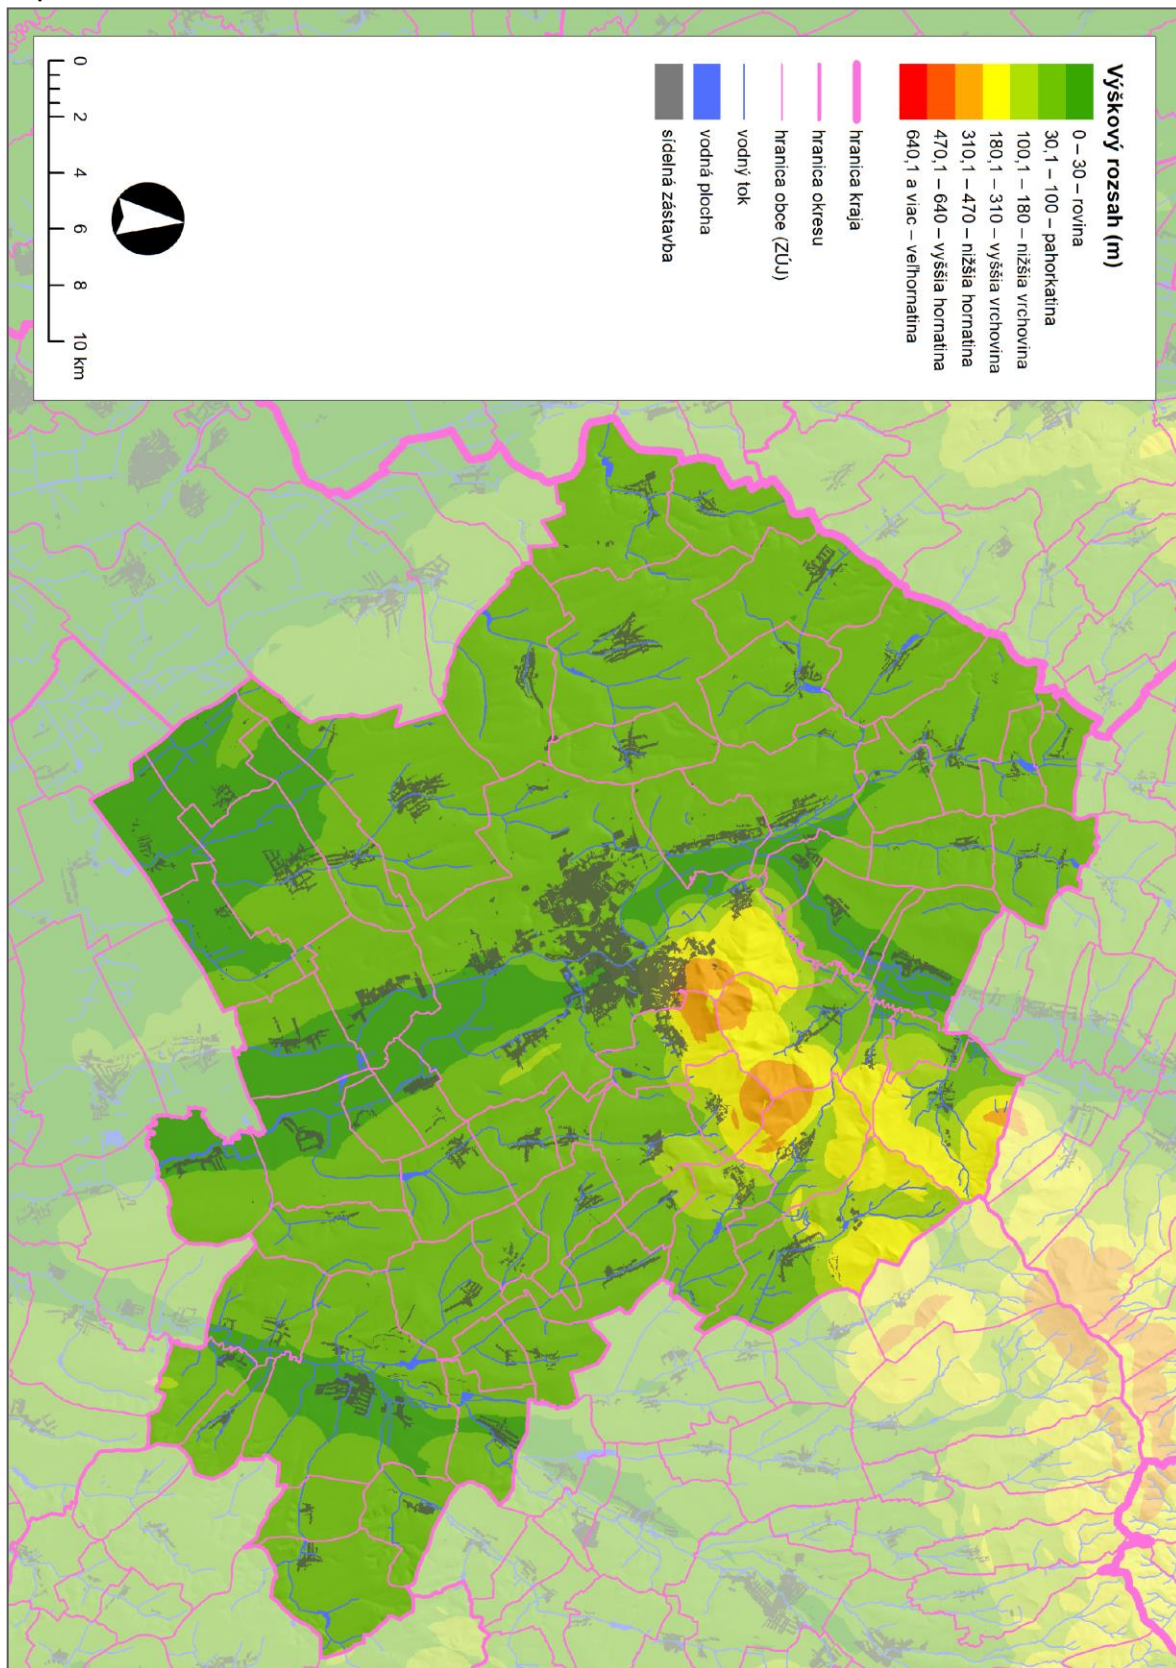 Výškový rozsah (m)
0 – 30 – rovina
30,1 – 100 – pahorkatina
100,1 – 180 – nižšia vrchovina
180,1 – 310 – vyššia vrchovina
310,1 – 470 – nižšia hornatina
470,1 – 640 – vyššia hornatina
640,1 a viac – veľhornatina
hranica kraja
hranica okresu
hranica obce (ZÚJ)
vodný tok
vodná plocha
sídelná zástavba
0 2 4 6 8 10 km